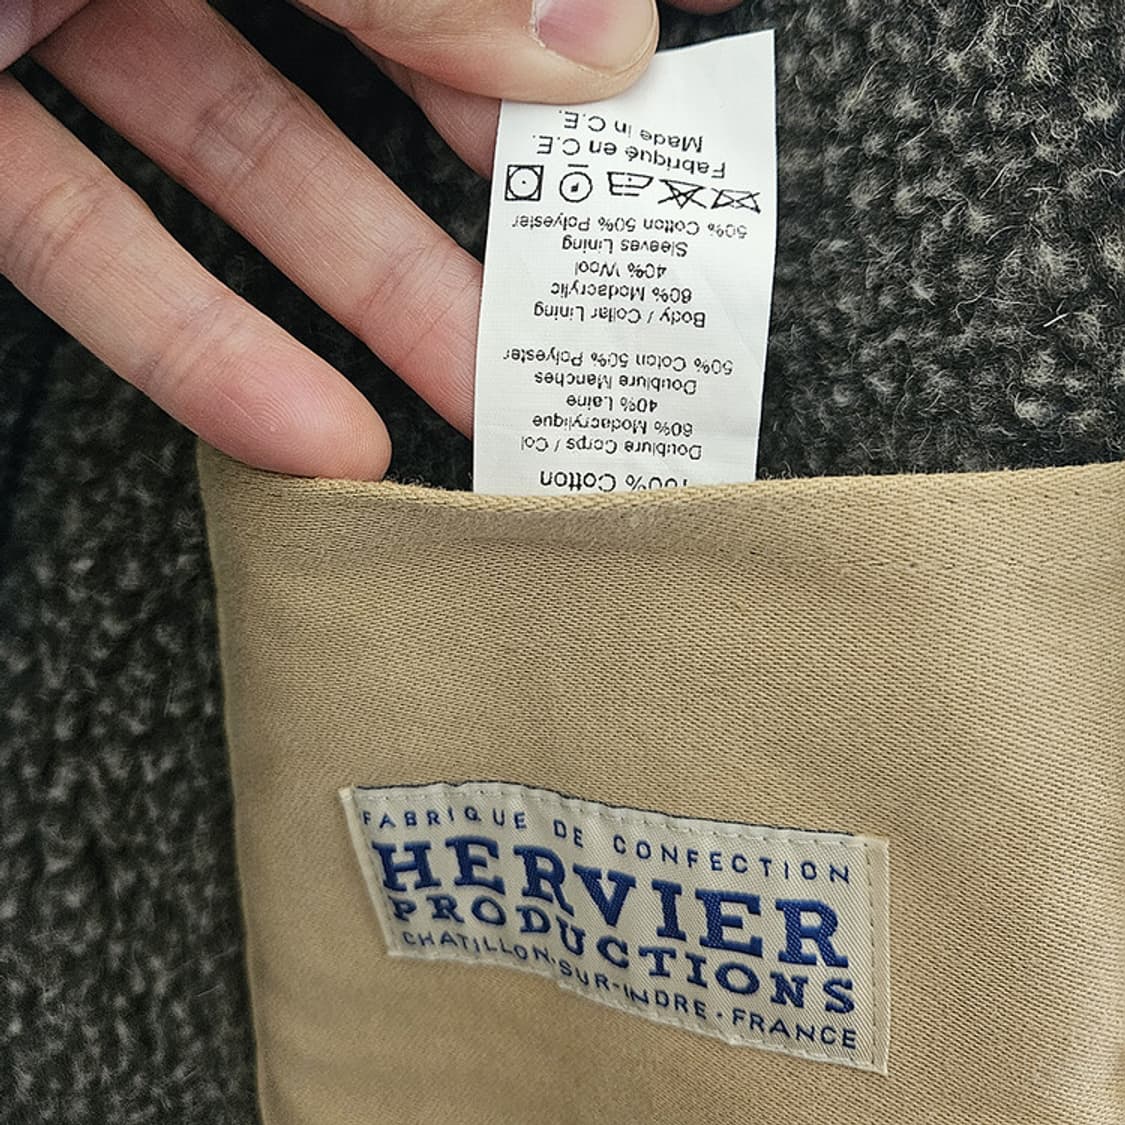 100% Cotton
Doublure Corps / Col
60% Modacrylique
40% Laine
Doublure Manches
50% Coton 50% Polyester
Body / Collar Lining
60% Modacrylic
40% Wool
Sleeves Lining
50% Cotton 50% Polyester
Fabriqué en C.E.
Made in C.E.
FABRIQUE DE CONFECTION
HERVIER
PRODUCTIONS
CHATILLON·SUR-INDRE·FRANCE